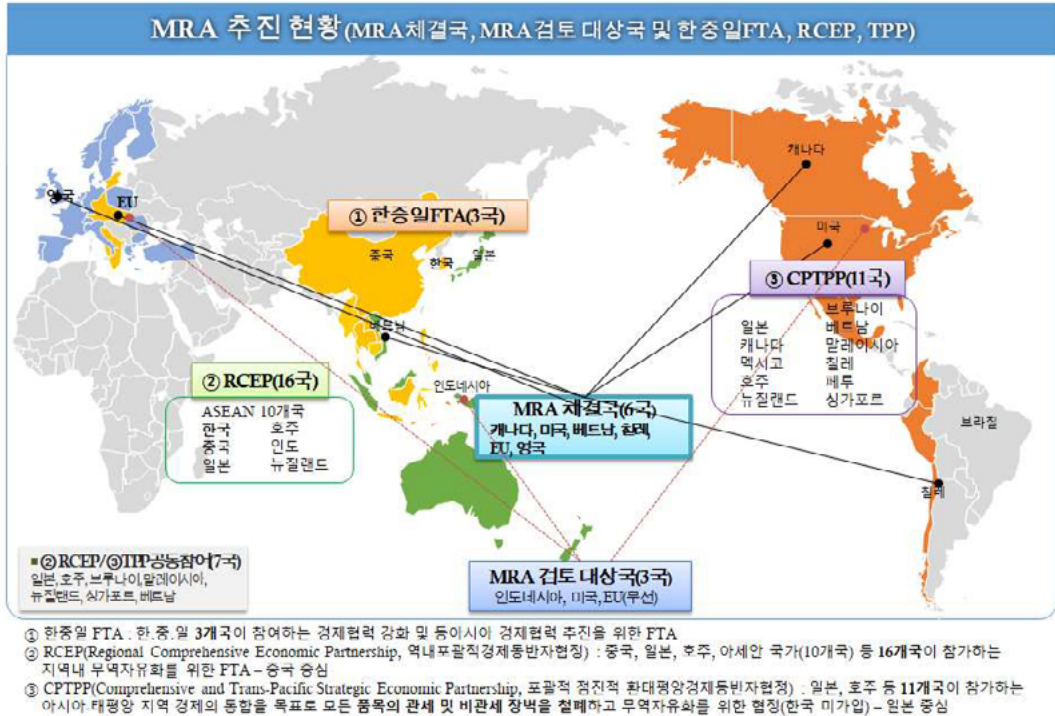 MRA 추진 현황(MRA체결국, MRA검토 대상국 및 한중일FTA, RCEP, TPP)
캐나다
영국
EU
① 한중일FTA(3국)
미국
중국
한국
일본
③ CPTPP(11국)
브루나이
일본 베트남
캐나다 말레이시아
멕시코 칠레
호주 페루
뉴질랜드 싱가포르
베트남
② RCEP(16국)
인도네시아
ASEAN 10개국
한국 호주
중국 인도
일본 뉴질랜드
MRA 체결국(6국)
캐나다, 미국, 베트남, 칠레,
EU, 영국
브라질
칠레
■②RCEP/③TPP공동참여(7국)
일본, 호주, 브루나이,말레이시아,
뉴질랜드, 싱가포트, 베트남
MRA 검토 대상국(3국)
인도네시아, 미국, EU(무선)
① 한중일 FTA : 한.중.일 3개국이 참여하는 경제협력 강화 및 동아시아 경제협력 추진을 위한 FTA
② RCEP(Regional Comprehensive Economic Partnership, 역내포괄적경제동반자협정) : 중국, 일본, 호주, 아세안 국가(10개국) 등 16개국이 참가하는
지역내 무역자유화를 위한 FTA – 중국 중심
③ CPTPP(Comprehensive and Trans-Pacific Strategic Economic Partnership, 포괄적 점진적 환태평양경제동반자협정) : 일본, 호주 등 11개국이 참가하는
아시아.태평양 지역 경제의 통합을 목표로 모든 품목의 관세 및 비관세 장벽을 철폐하고 무역자유화를 위한 협정(한국 미가입) – 일본 중심